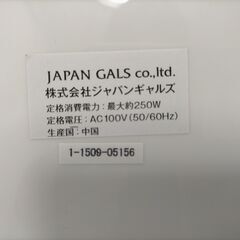 JAPAN GALS co.,ltd.
株式会社ジャパンギャルズ
定格消費電力：最大約250W
定格電圧：AC100V(50/60Hz)
生産国：中国
1-1509-05156